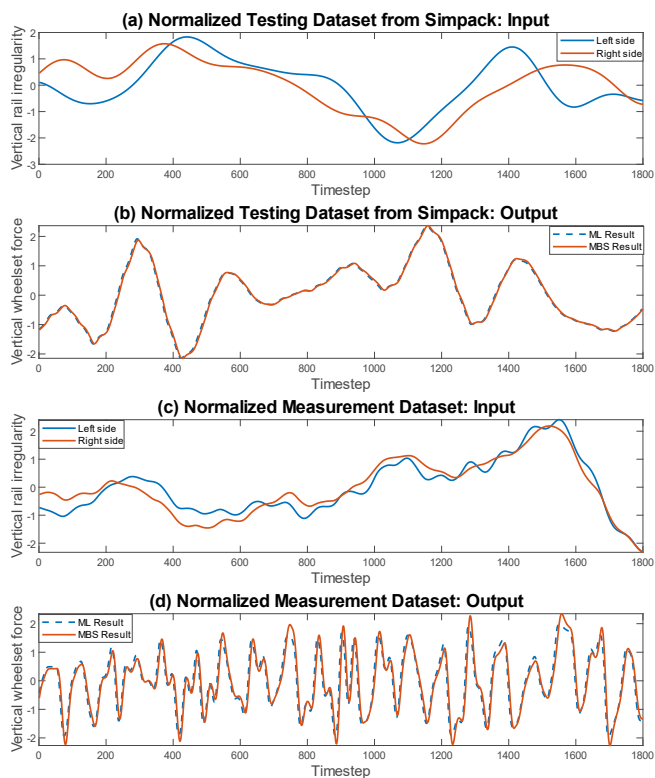 (a) Normalized Testing Dataset from Simpack: Input
Vertical rail irregularity
2
1
0
-1
-2
-3
Left side
Right side
0 200 400 600 800 1000 1200 1400 1600 1800
Timestep
(b) Normalized Testing Dataset from Simpack: Output
Vertical wheelset force
2
1
0
-1
-2
ML Result
MBS Result
0 200 400 600 800 1000 1200 1400 1600 1800
Timestep
(c) Normalized Measurement Dataset: Input
Vertical rail irregularity
2
1
0
-1
-2
Left side
Right side
0 200 400 600 800 1000 1200 1400 1600 1800
Timestep
(d) Normalized Measurement Dataset: Output
Vertical wheelset force
2
1
0
-1
-2
ML Result
MBS Result
0 200 400 600 800 1000 1200 1400 1600 1800
Timestep